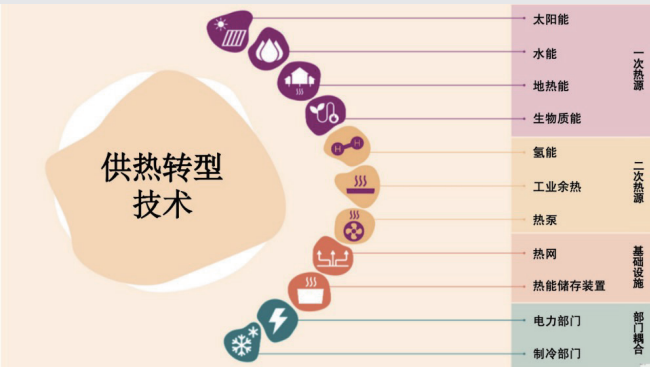 供热转型
技术
太阳能
水能
地热能
生物质能
一次热源
H H
氢能
工业余热
热泵
二次热源
热网
热能储存装置
基础设施
电力部门
制冷部门
部门耦合